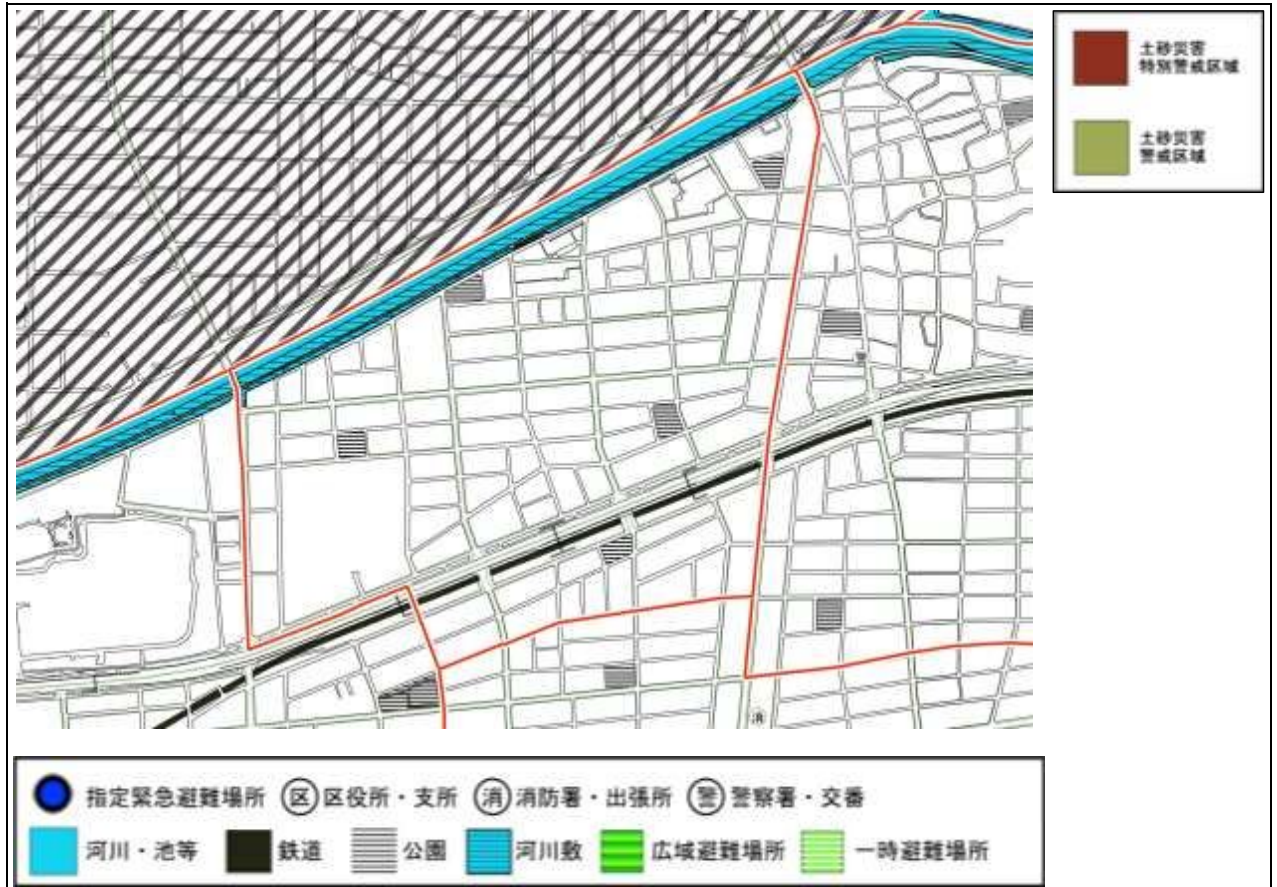 土砂災害
特別警戒区域
土砂災害
警戒区域
消
指定緊急避難場所 区 区役所・支所 消 消防署・出張所 警 警察署・交番
河川・池等 鉄道 公園 河川敷 広域避難場所 一時避難場所